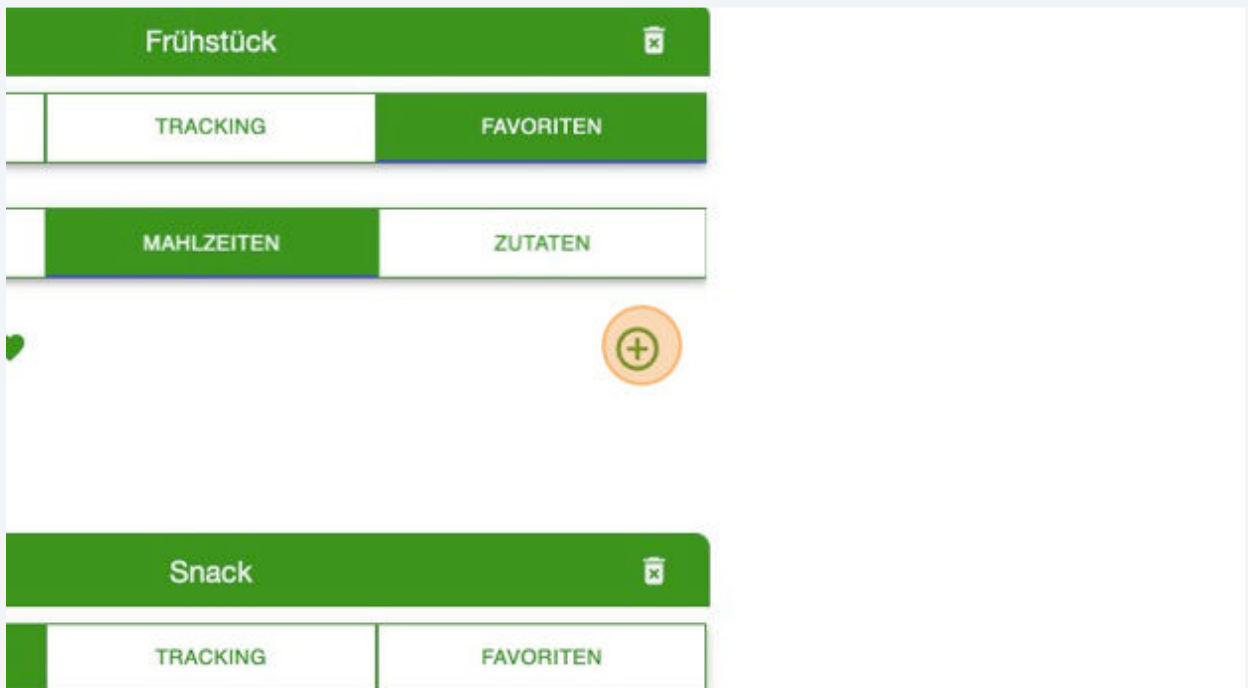 Frühstück
TRACKING FAVORITEN
MAHLZEITEN ZUTATEN
Snack
TRACKING FAVORITEN